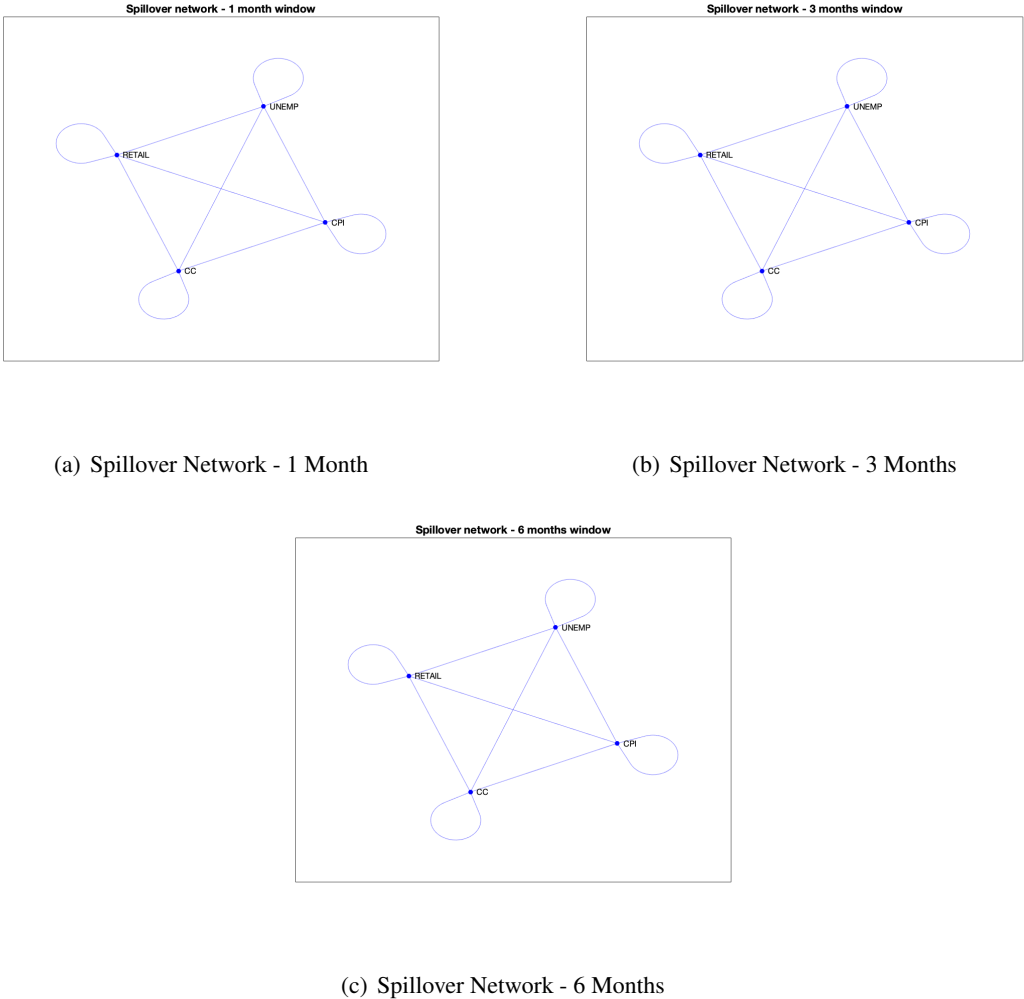 Spillover network - 1 month window
UNEMP
RETAIL
CPI
CC
(a) Spillover Network - 1 Month
Spillover network - 3 months window
UNEMP
RETAIL
CPI
CC
(b) Spillover Network - 3 Months
Spillover network - 6 months window
UNEMP
RETAIL
CPI
CC
(c) Spillover Network - 6 Months